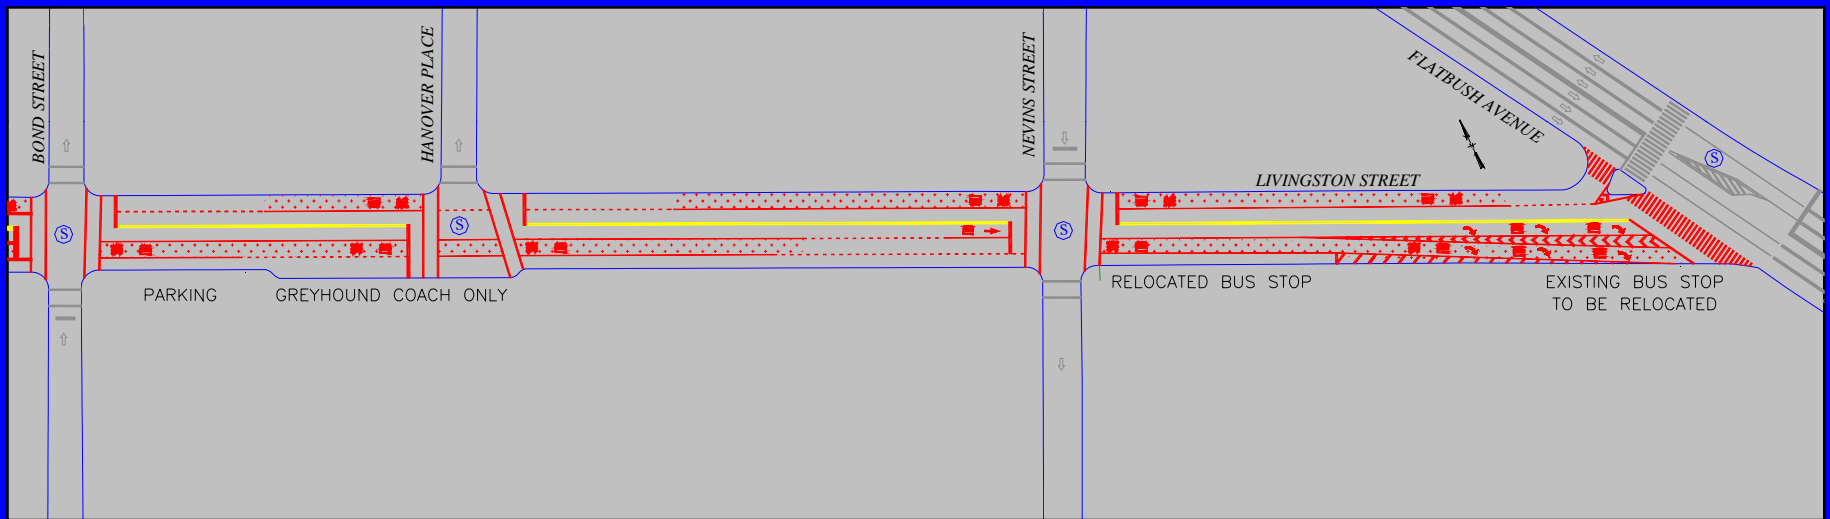 BOND STREET
HANOVER PLACE
NEVINS STREET
FLATBUSH AVENUE
LIVINGSTON STREET
S
S
S
S
PARKING
GREYHOUND COACH ONLY
RELOCATED BUS STOP
EXISTING BUS STOP
TO BE RELOCATED